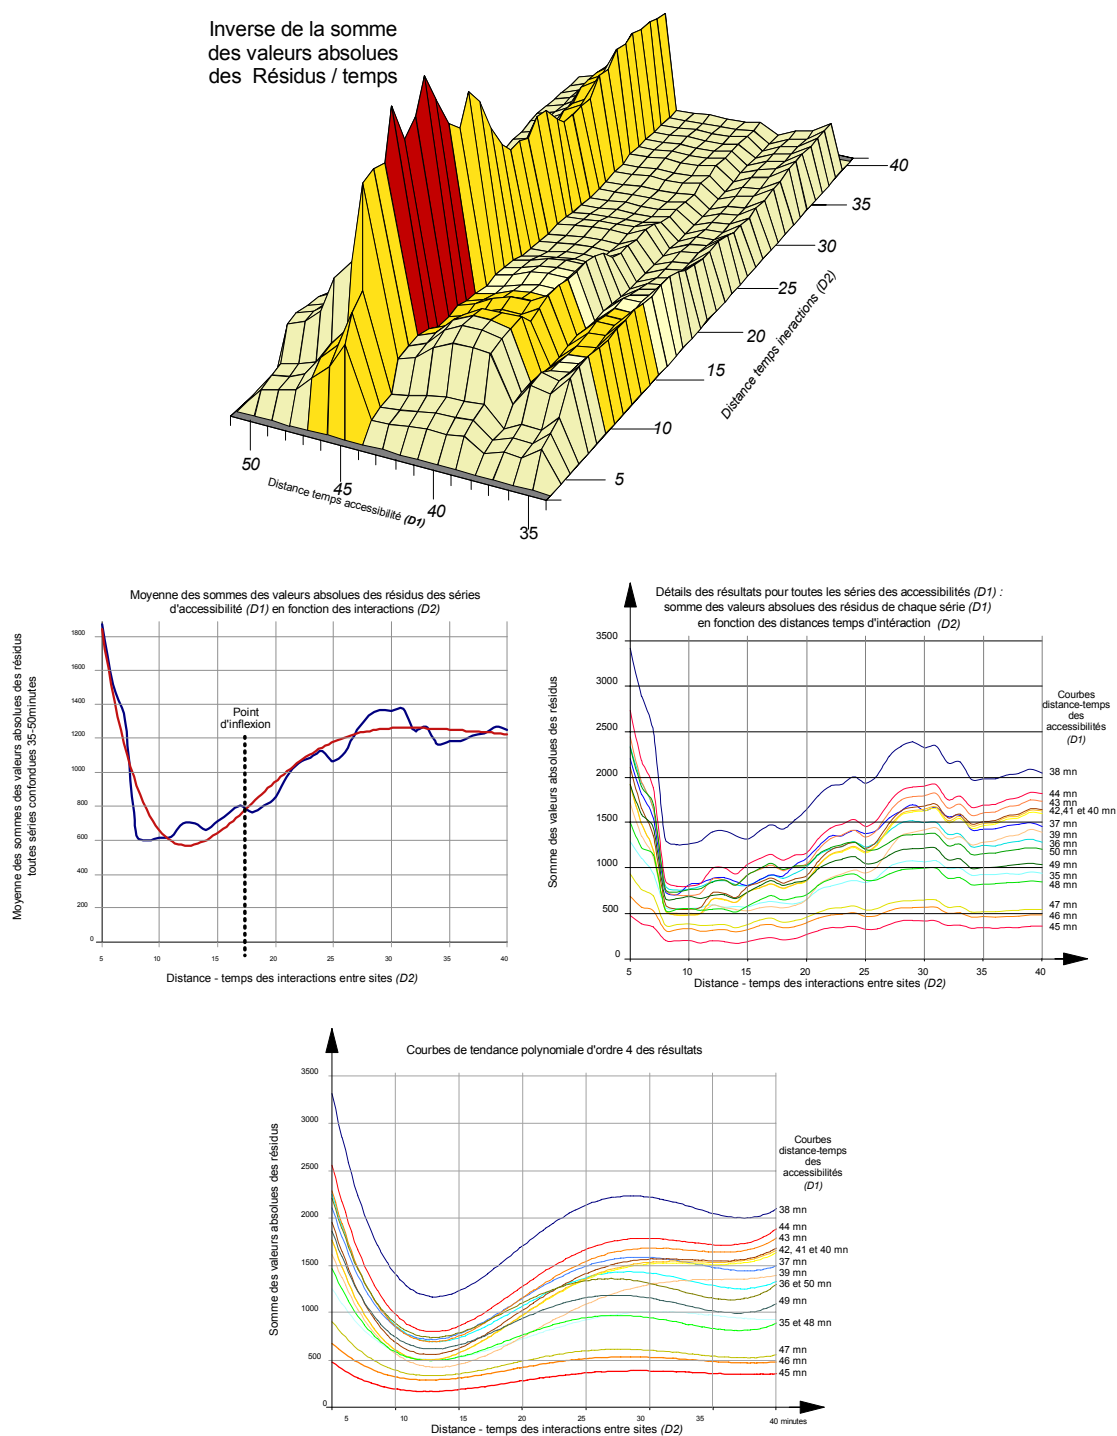 Inverse de la somme
des valeurs absolues
des Résidus / temps
40
35
30
25
20
15
10
5
Distance temps ineractions (D2)
50
45
40
35
Distance temps accessibilité (D1)
Moyenne des sommes des valeurs absolues des résidus des séries
d'accessibilité (D1) en fonction des interactions (D2)
Moyenne des sommes des valeurs absolues des résidus
toutes séries confondues 35-50minutes
1800
1600
1400
1200
1000
800
600
400
200
0
Point
d'inflexion
5 10 15 20 25 30 35 40
Distance - temps des interactions entre sites (D2)
Détails des résultats pour toutes les séries des accessibilités (D1) :
somme des valeurs absolues des résidus de chaque série (D1)
en fonction des distances temps d'intéraction (D2)
Somme des valeurs absolues des résidus
3500
3000
2500
2000
1500
1000
500
0
Courbes
distance-temps
des
accessibilités
(D1)
38 mn
44 mn
43 mn
42,41 et 40 mn
37 mn
39 mn
36 mn
50 mn
49 mn
35 mn
48 mn
47 mn
46 mn
45 mn
5 10 15 20 25 30 35 40
Distance - temps des interactions entre sites (D2)
Courbes de tendance polynomiale d'ordre 4 des résultats
Somme des valeurs absolues des résidus
3500
3000
2500
2000
1500
1000
500
0
Courbes
distance-temps
des
accessibilités
(D1)
38 mn
44 mn
43 mn
42, 41 et 40 mn
37 mn
39 mn
36 et 50 mn
49 mn
35 et 48 mn
47 mn
46 mn
45 mn
5 10 15 20 25 30 35 40 minutes
Distance - temps des interactions entre sites (D2)